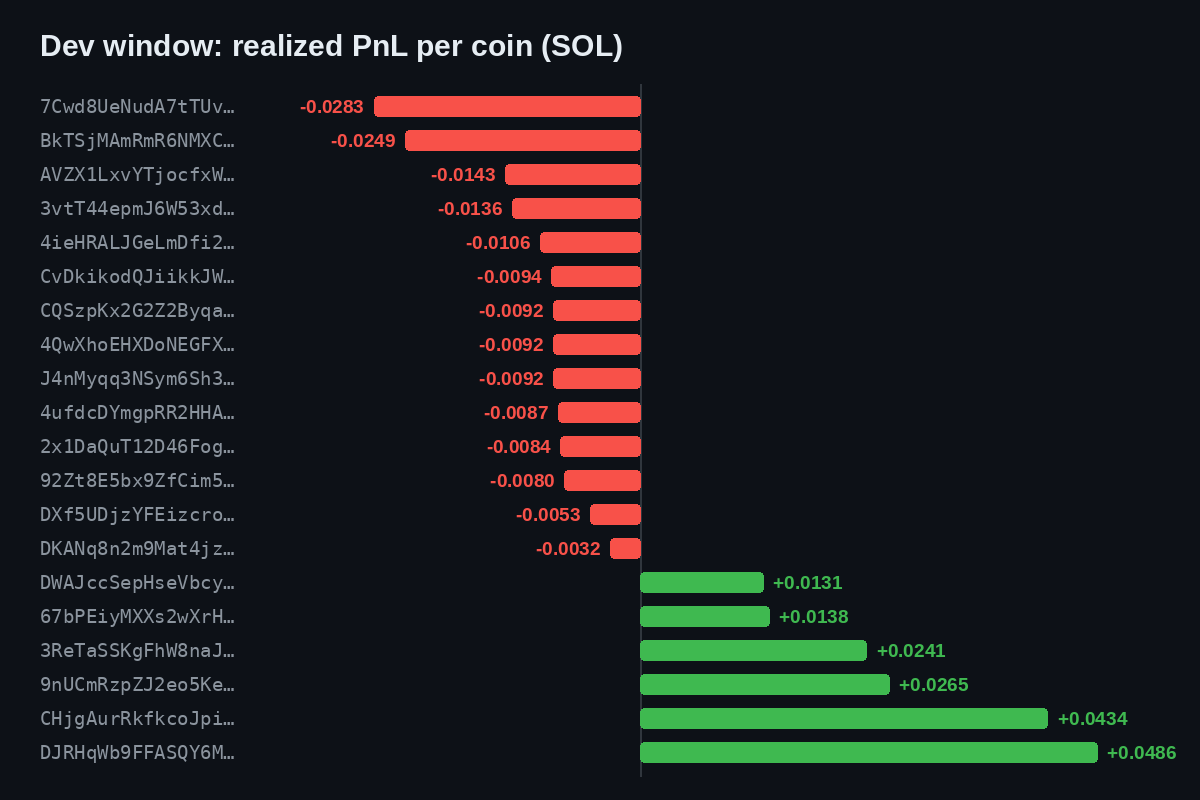 Dev window: realized PnL per coin (SOL)
7Cwd8UeNudA7tTUv… -0.0283
BkTSjMAmRmR6NMXC… -0.0249
AVZX1LxvYTjocfxW… -0.0143
3vtT44epmJ6W53xd… -0.0136
4ieHRALJGeLmDfi2… -0.0106
CvDkikodQJiikkJW… -0.0094
CQSzpKx2G2Z2Byqa… -0.0092
4QwXhoEHXDoNEGFX… -0.0092
J4nMyqq3NSym6Sh3… -0.0092
4ufdcDYmgpRR2HHA… -0.0087
2x1DaQuT12D46Fog… -0.0084
92Zt8E5bx9ZfCim5… -0.0080
DXf5UDjzYFEizcro… -0.0053
DKANq8n2m9Mat4jz… -0.0032
DWAJccSepHseVbcy… +0.0131
67bPEiyMXXs2wXrH… +0.0138
3ReTaSSKgFhW8naJ… +0.0241
9nUCmRzpZJ2eo5Ke… +0.0265
CHjgAurRkfkcoJpi… +0.0434
DJRHqWb9FFASQY6M… +0.0486